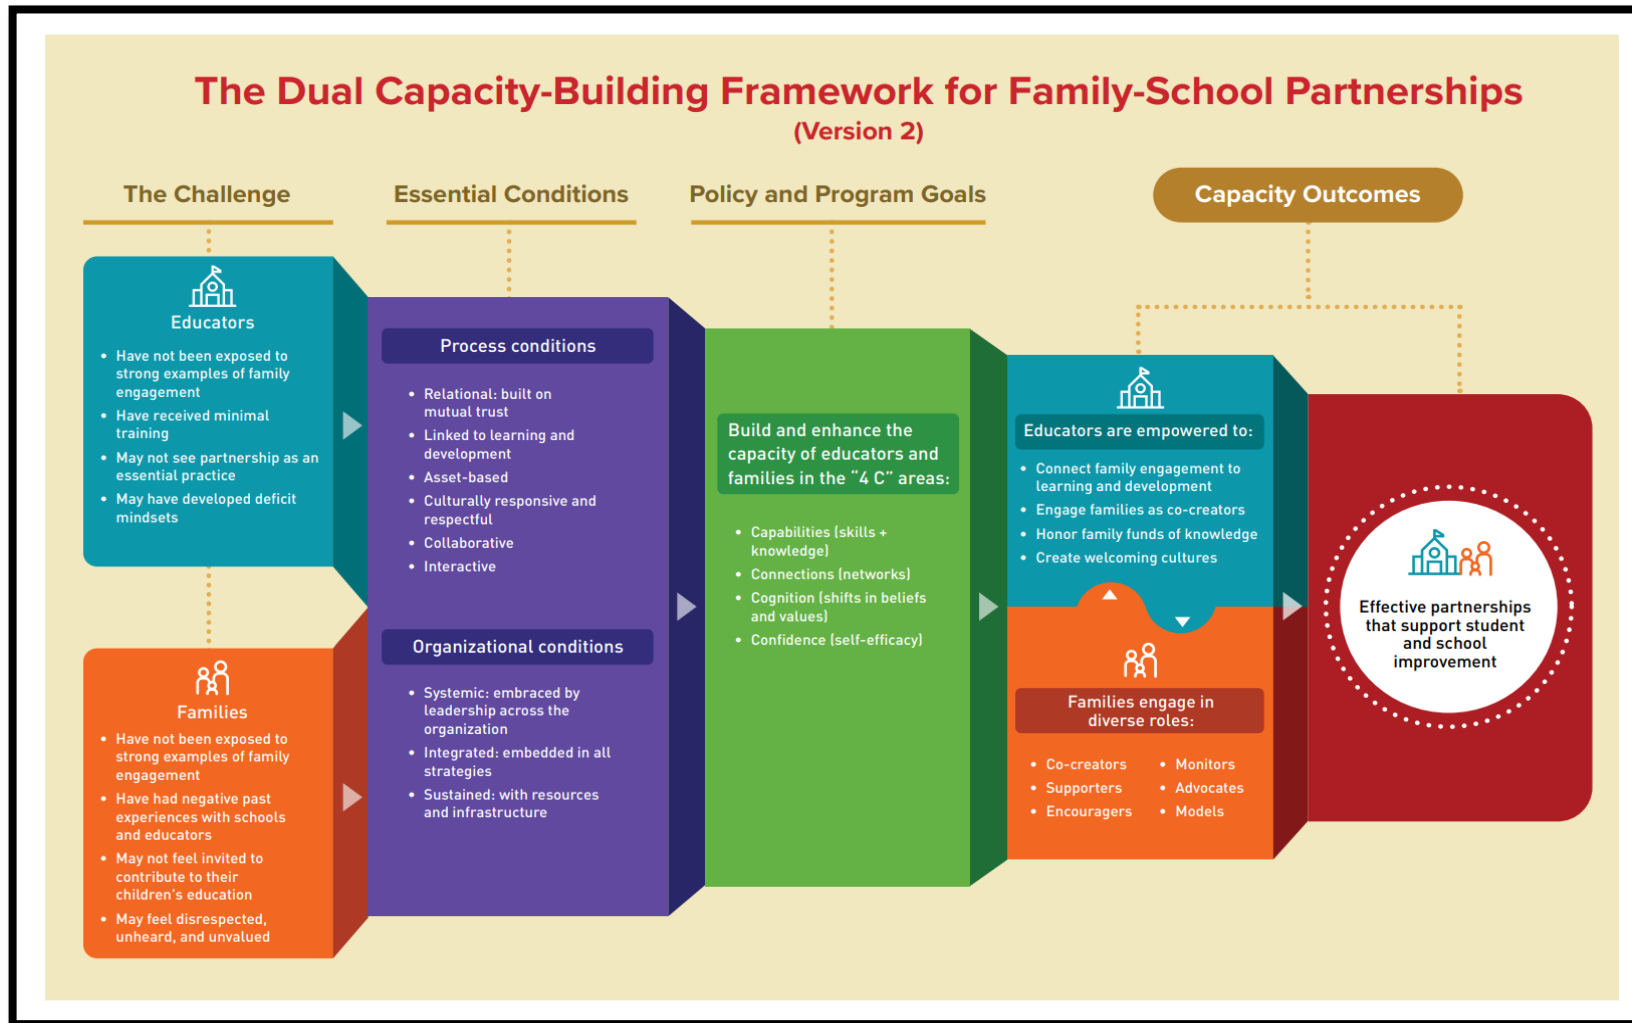 The Dual Capacity-Building Framework for Family-School Partnerships
(Version 2)
The Challenge
Essential Conditions
Policy and Program Goals
Capacity Outcomes
Educators
• Have not been exposed to
strong examples of family
engagement
• Have received minimal
training
• May not see partnership as an
essential practice
• May have developed deficit
mindsets
Families
• Have not been exposed to
strong examples of family
engagement
• Have had negative past
experiences with schools
and educators
• May not feel invited to
contribute to their
children's education
• May feel disrespected,
unheard, and unvalued
Process conditions
• Relational: built on
mutual trust
• Linked to learning and
development
• Asset-based
• Culturally responsive and
respectful
• Collaborative
• Interactive
Organizational conditions
• Systemic: embraced by
leadership across the
organization
• Integrated: embedded in all
strategies
• Sustained: with resources
and infrastructure
Build and enhance the
capacity of educators and
families in the “4 C” areas:
• Capabilities (skills +
knowledge)
• Connections (networks)
• Cognition (shifts in beliefs
and values)
• Confidence (self-efficacy)
Educators are empowered to:
• Connect family engagement to
learning and development
• Engage families as co-creators
• Honor family funds of knowledge
• Create welcoming cultures
Families engage in
diverse roles:
• Co-creators
• Supporters
• Encouragers
• Monitors
• Advocates
• Models
Effective partnerships
that support student
and school
improvement